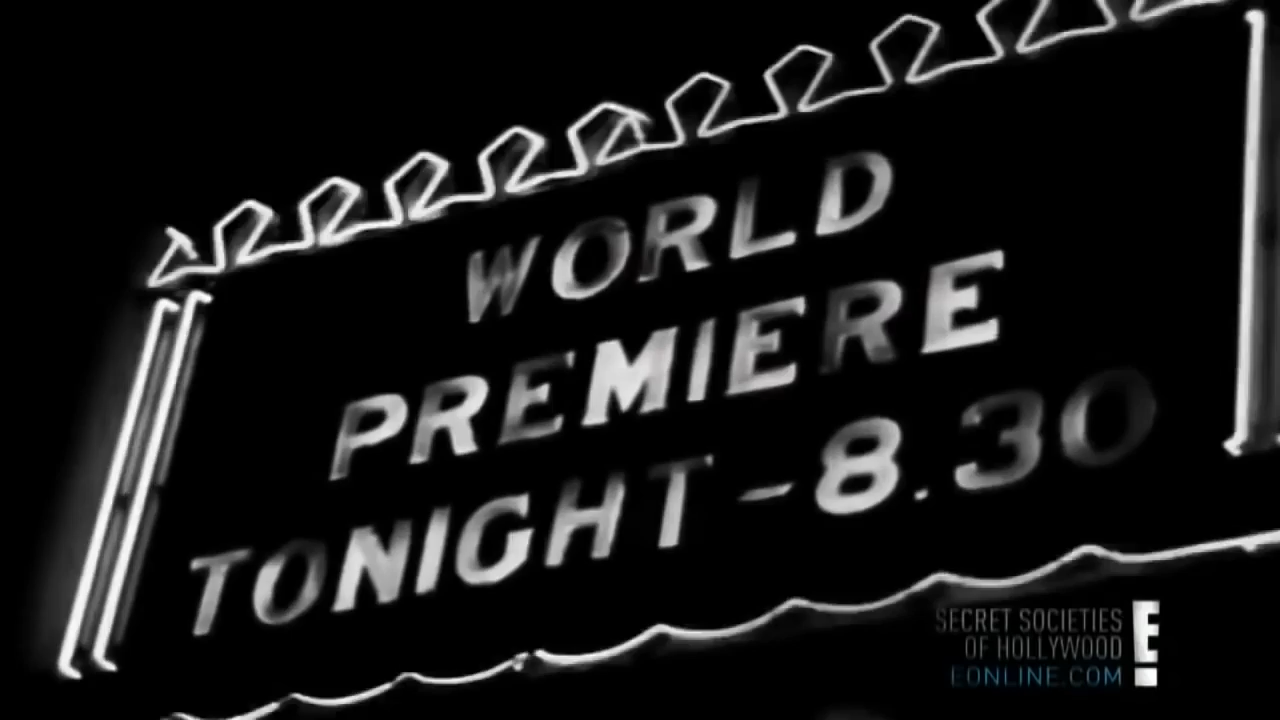 WORLD
PREMIERE
TONIGHT-8.30
SECRET SOCIETIES
OF HOLLYWOOD
E!
EONLINE.COM